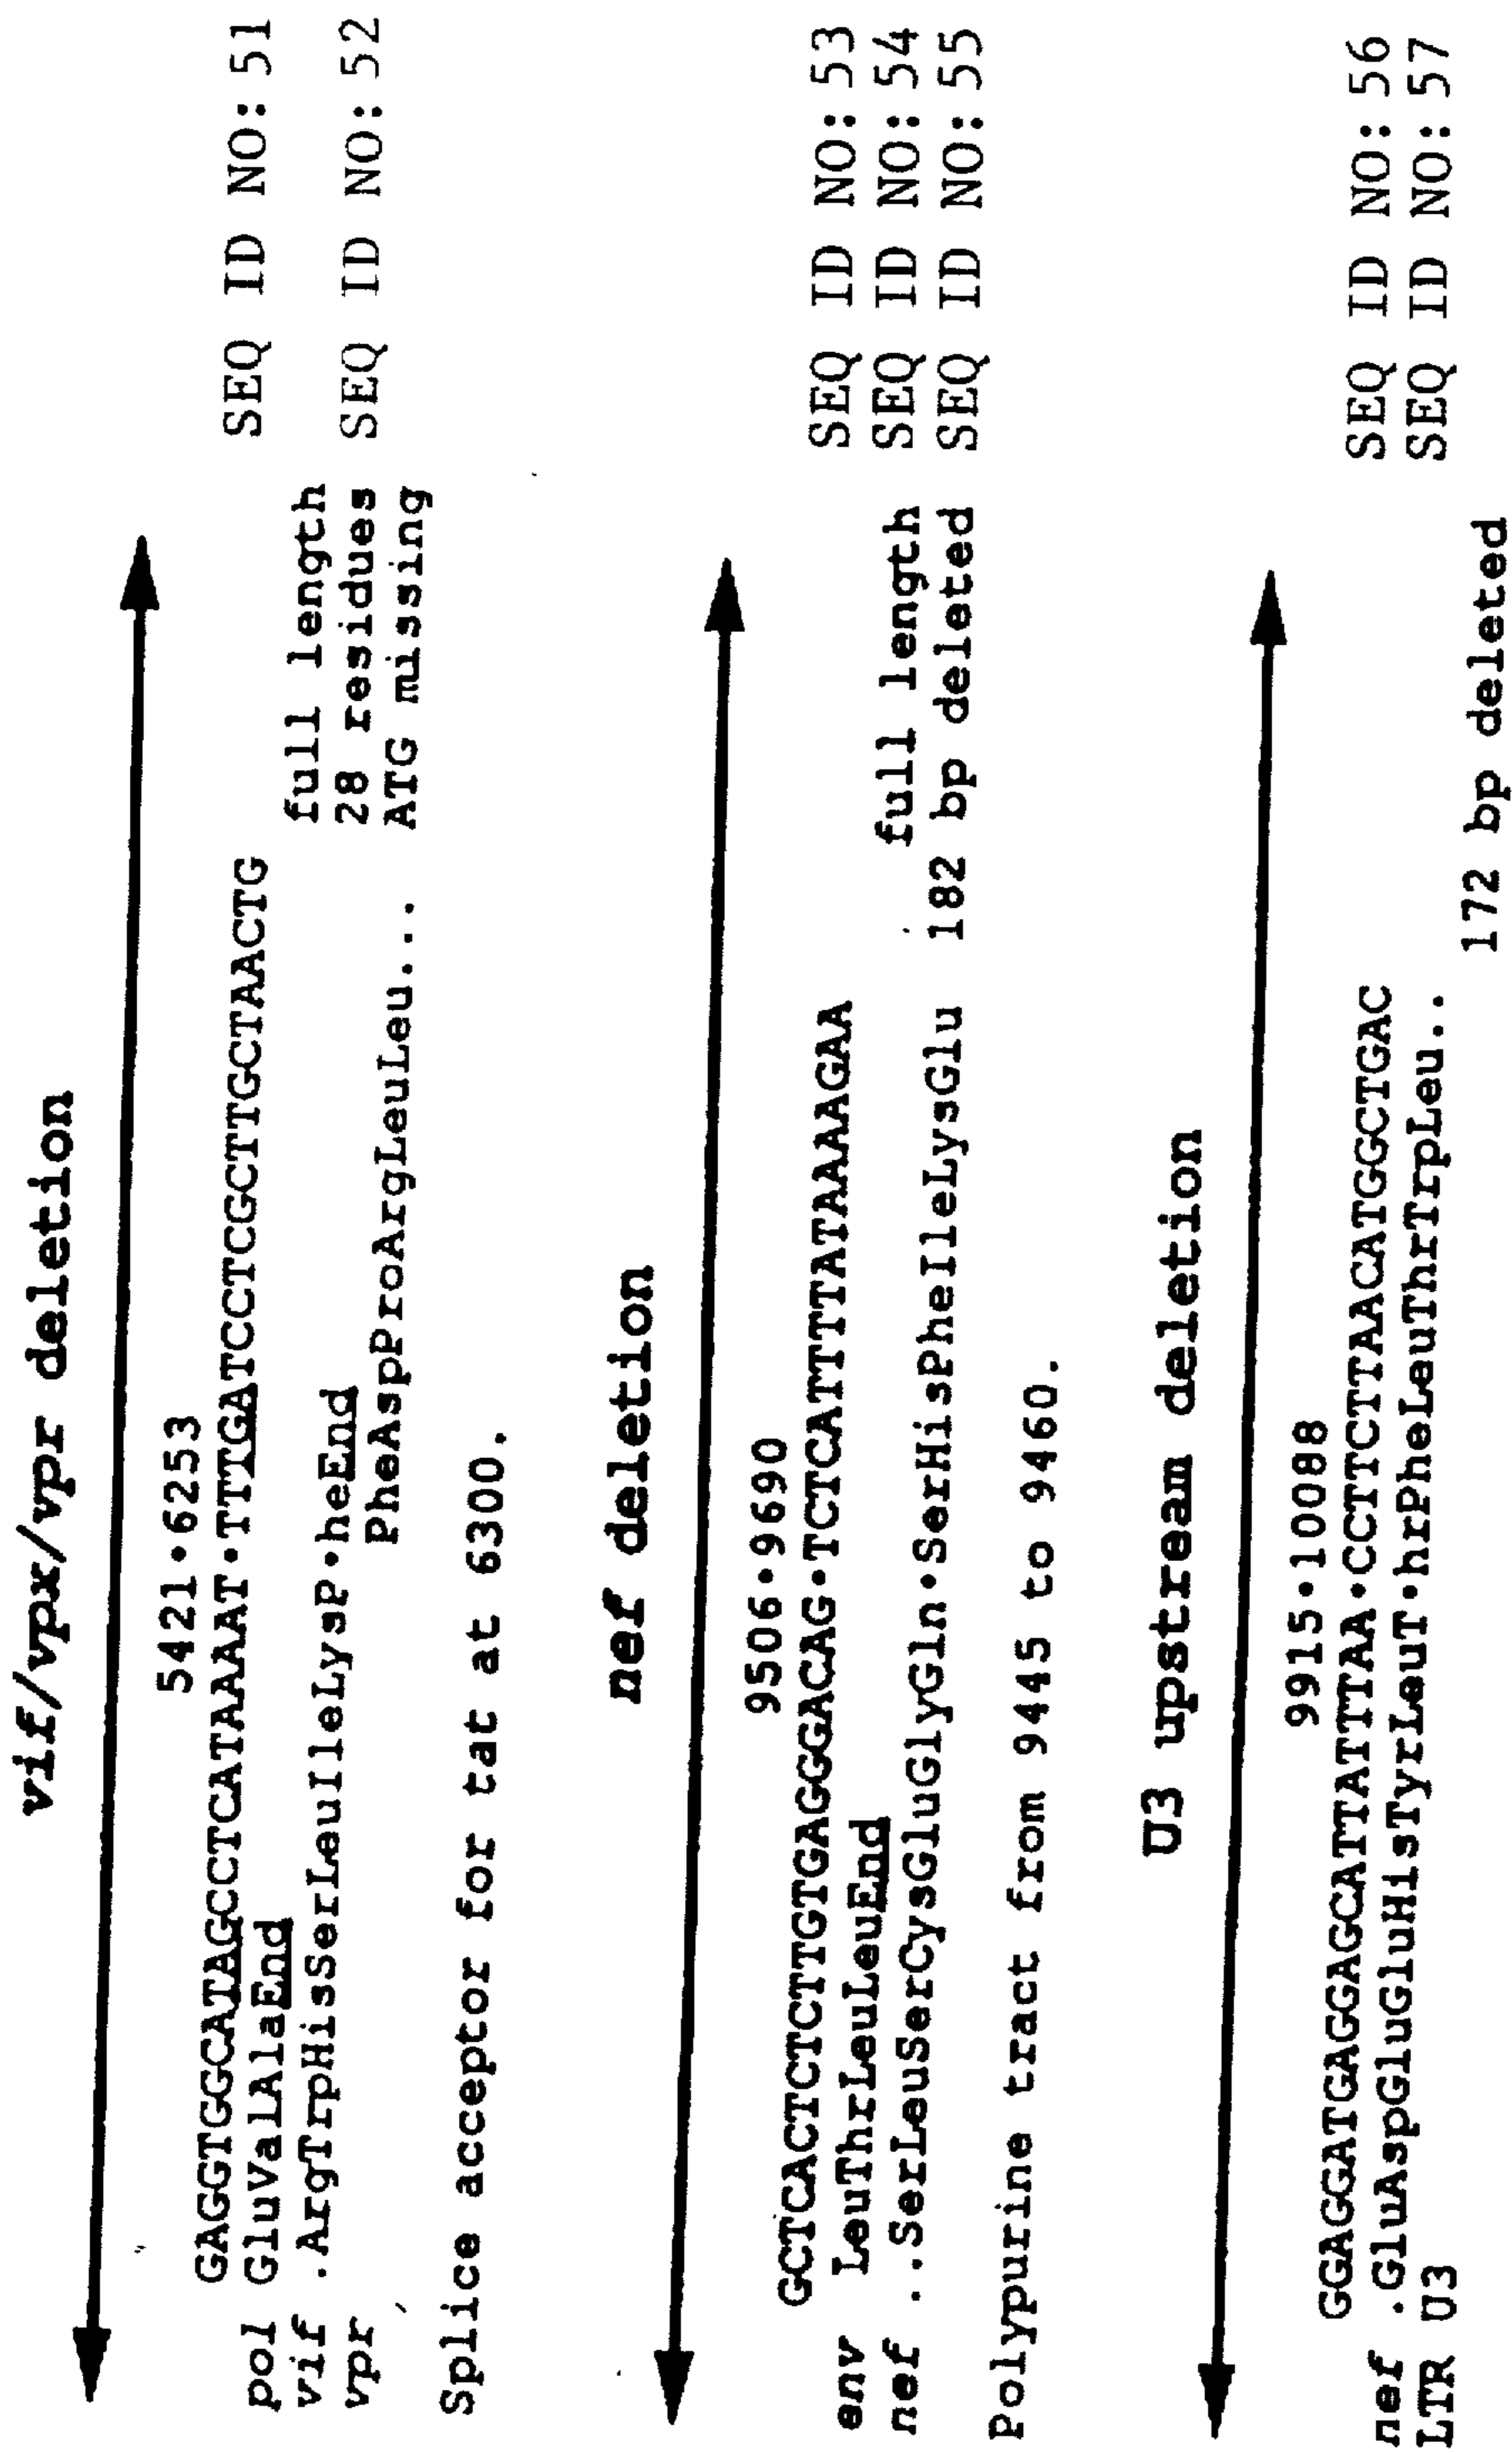 vif/vpx/vpr deletion
5421•6253
GAGGTGGCATAGCCTCATAAAAT•TTTGATCCTCGCTTGCTAACTG SEQ ID NO:51
pol GluValAlaEnd full length
vif .ArgTrpHisSerLeuIleLysP•heEnd 28 residues SEQ ID NO:52
vpr PheAspProArgLeuLeu... ATG missing
Splice acceptor for tat at 6300.
nef deletion
9506•9690
GCTCACTCTCTTGTGAGGGACAG•TCTCATTTTATAAAAGAA SEQ ID NO:53
env LeuThrLeuLeuEnd full length SEQ ID NO:54
nef ..SerLeuSerCysGluGlyGln•SerHisPheIleLysGlu 182 bp deleted SEQ ID NO:55
Polypurine tract from 9445 to 9460.
U3 upstream deletion
9915•10088
GGAGGATGAGGAGCATTATTTAA•CCTTCTTAACATGGCTGAC SEQ ID NO:56
nef .GluAspGluGluHisTyrLeuT•hrPheLeuThrTrpLeu.. SEQ ID NO:57
LTR U3 172 bp deleted